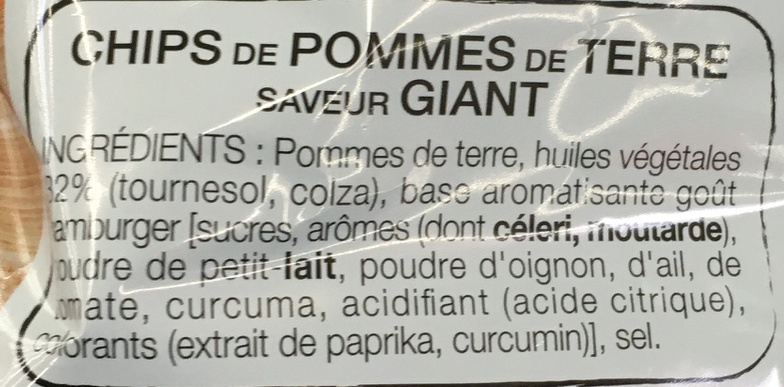 CHIPS DE POMMES DE TERRE
SAVEUR GIANT
INGRÉDIENTS : Pommes de terre, huiles végétales
32% (tournesol, colza), base aromatisante goût
amburger [sucres, arômes (dont céleri, moutarde),
oudre de petit-lait, poudre d'oignon, d'ail, de
omate, curcuma, acidifiant (acide citrique),
colorants (extrait de paprika, curcumin)], sel.